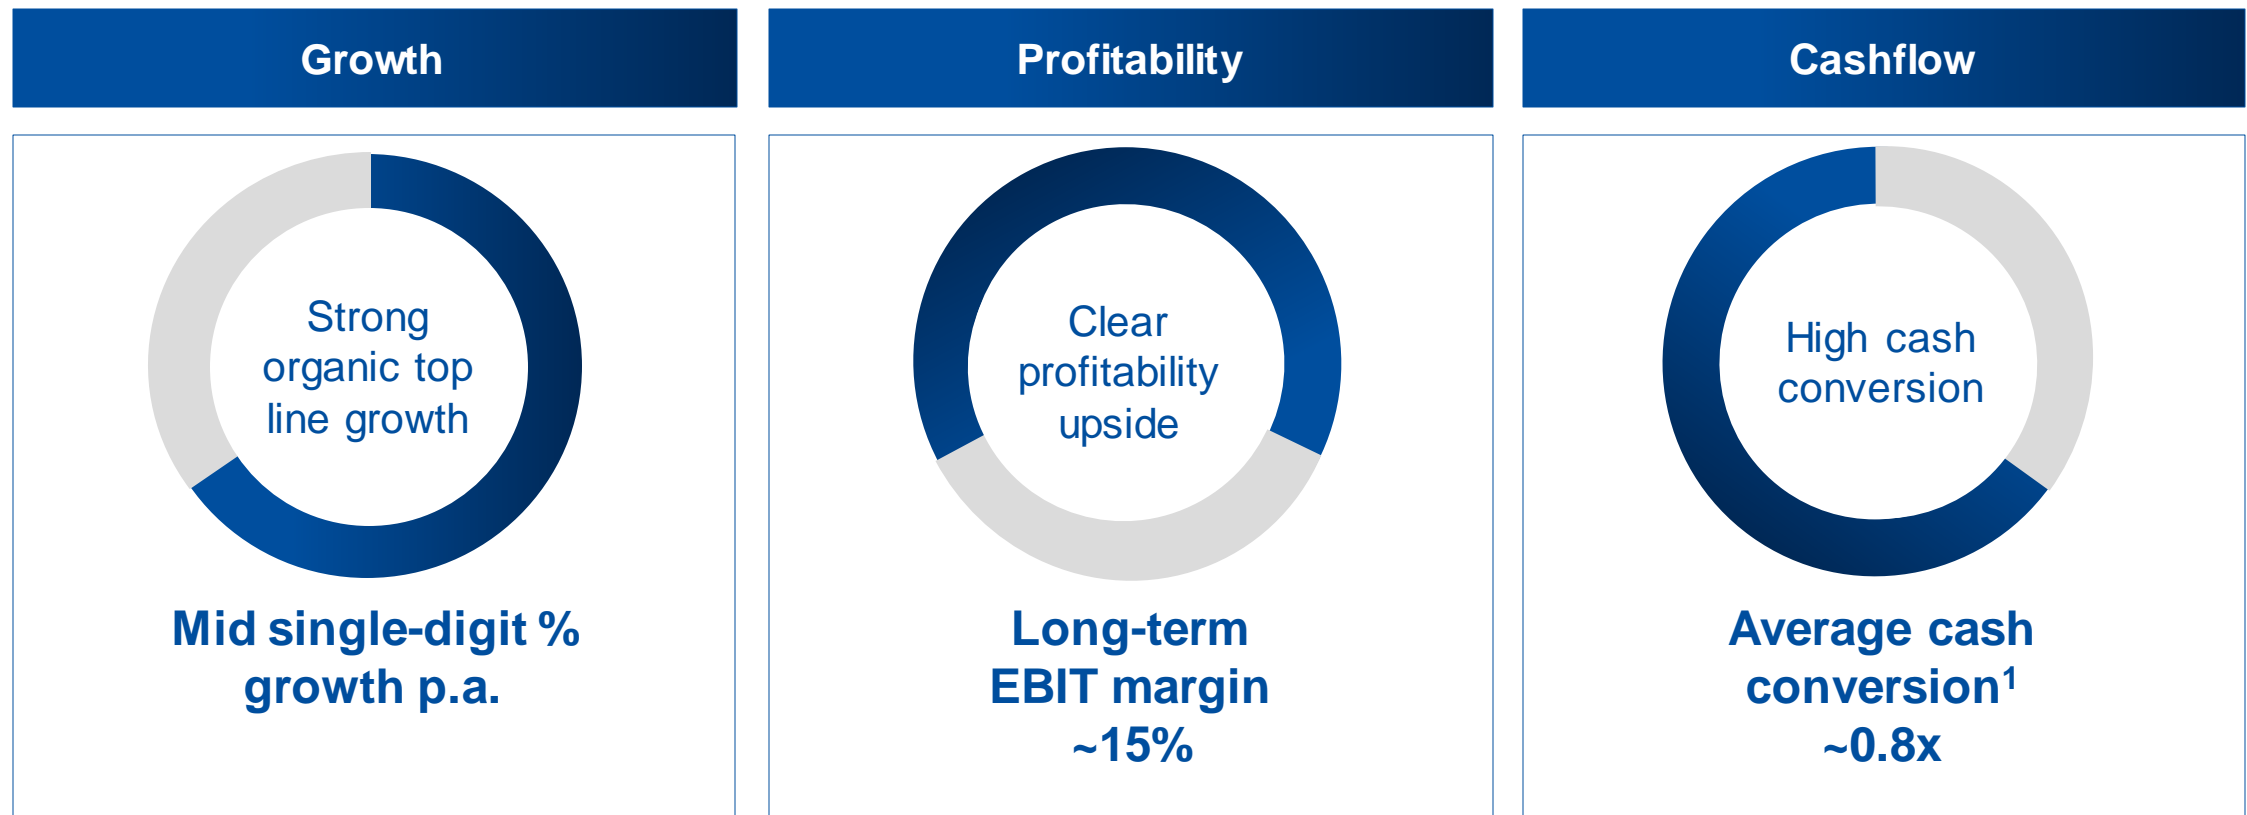 Growth
Profitability
Cashflow
Strong
organic top
line growth
Mid single-digit %
growth p.a.
Clear
profitability
upside
Long-term
EBIT margin
~15%
High cash
conversion
Average cash
conversion¹
~0.8x